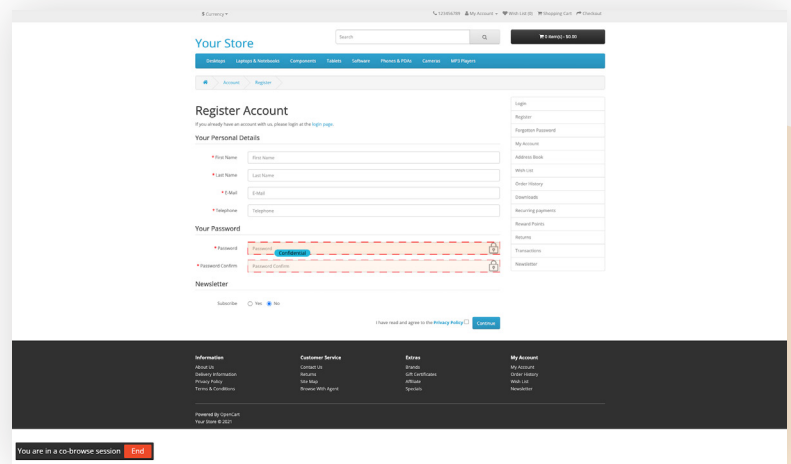 $ Currency
123456789 My Account Wish List (0) Shopping Cart Checkout
Your Store
Search
0 item(s) - $0.00
Desktops Laptops & Notebooks Components Tablets Software Phones & PDAs Cameras MP3 Players
Account Register
Register Account
If you already have an account with us, please login at the login page.
Your Personal Details
* First Name First Name
* Last Name Last Name
* E-Mail E-Mail
* Telephone Telephone
Your Password
* Password Password
Confidential
* Password Confirm Password Confirm
Newsletter
Subscribe Yes No
I have read and agree to the Privacy Policy Continue
Login
Register
Forgotten Password
My Account
Address Book
Wish List
Order History
Downloads
Recurring payments
Reward Points
Returns
Transactions
Newsletter
Information Customer Service Extras My Account
About Us Contact Us Brands My Account
Delivery Information Returns Gift Certificates Order History
Privacy Policy Site Map Affiliate Wish List
Terms & Conditions Browse With Agent Specials Newsletter
Powered By OpenCart
Your Store © 2021
You are in a co-browse session End